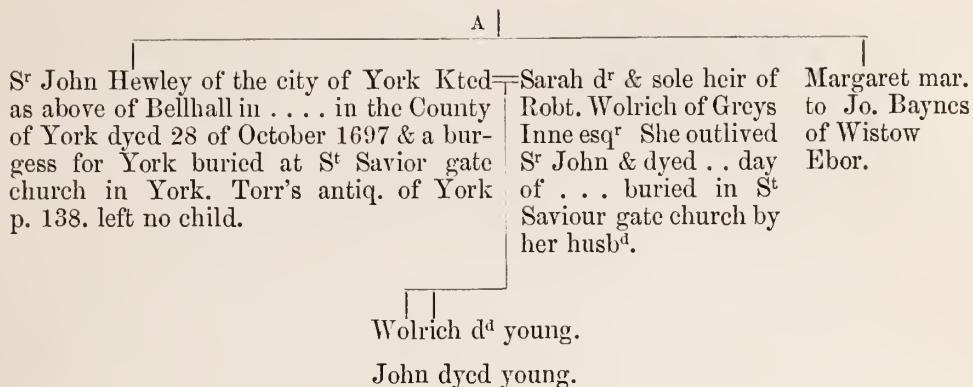 A
Sʳ John Hewley of the city of York Kted
as above of Bellhall in . . . . in the County
of York dyed 28 of October 1697 & a bur-
gess for York buried at Sᵗ Savior gate
church in York. Torr's antiq. of York
p. 138. left no child.
Sarah dʳ & sole heir of
Robt. Wolrich of Greys
Inne esqʳ She outlived
Sʳ John & dyed . . day
of . . . buried in Sᵗ
Saviour gate church by
her husbᵈ.
Margaret mar.
to Jo. Baynes
of Wistow
Ebor.
Wolrich dᵈ young.
John dyed young.